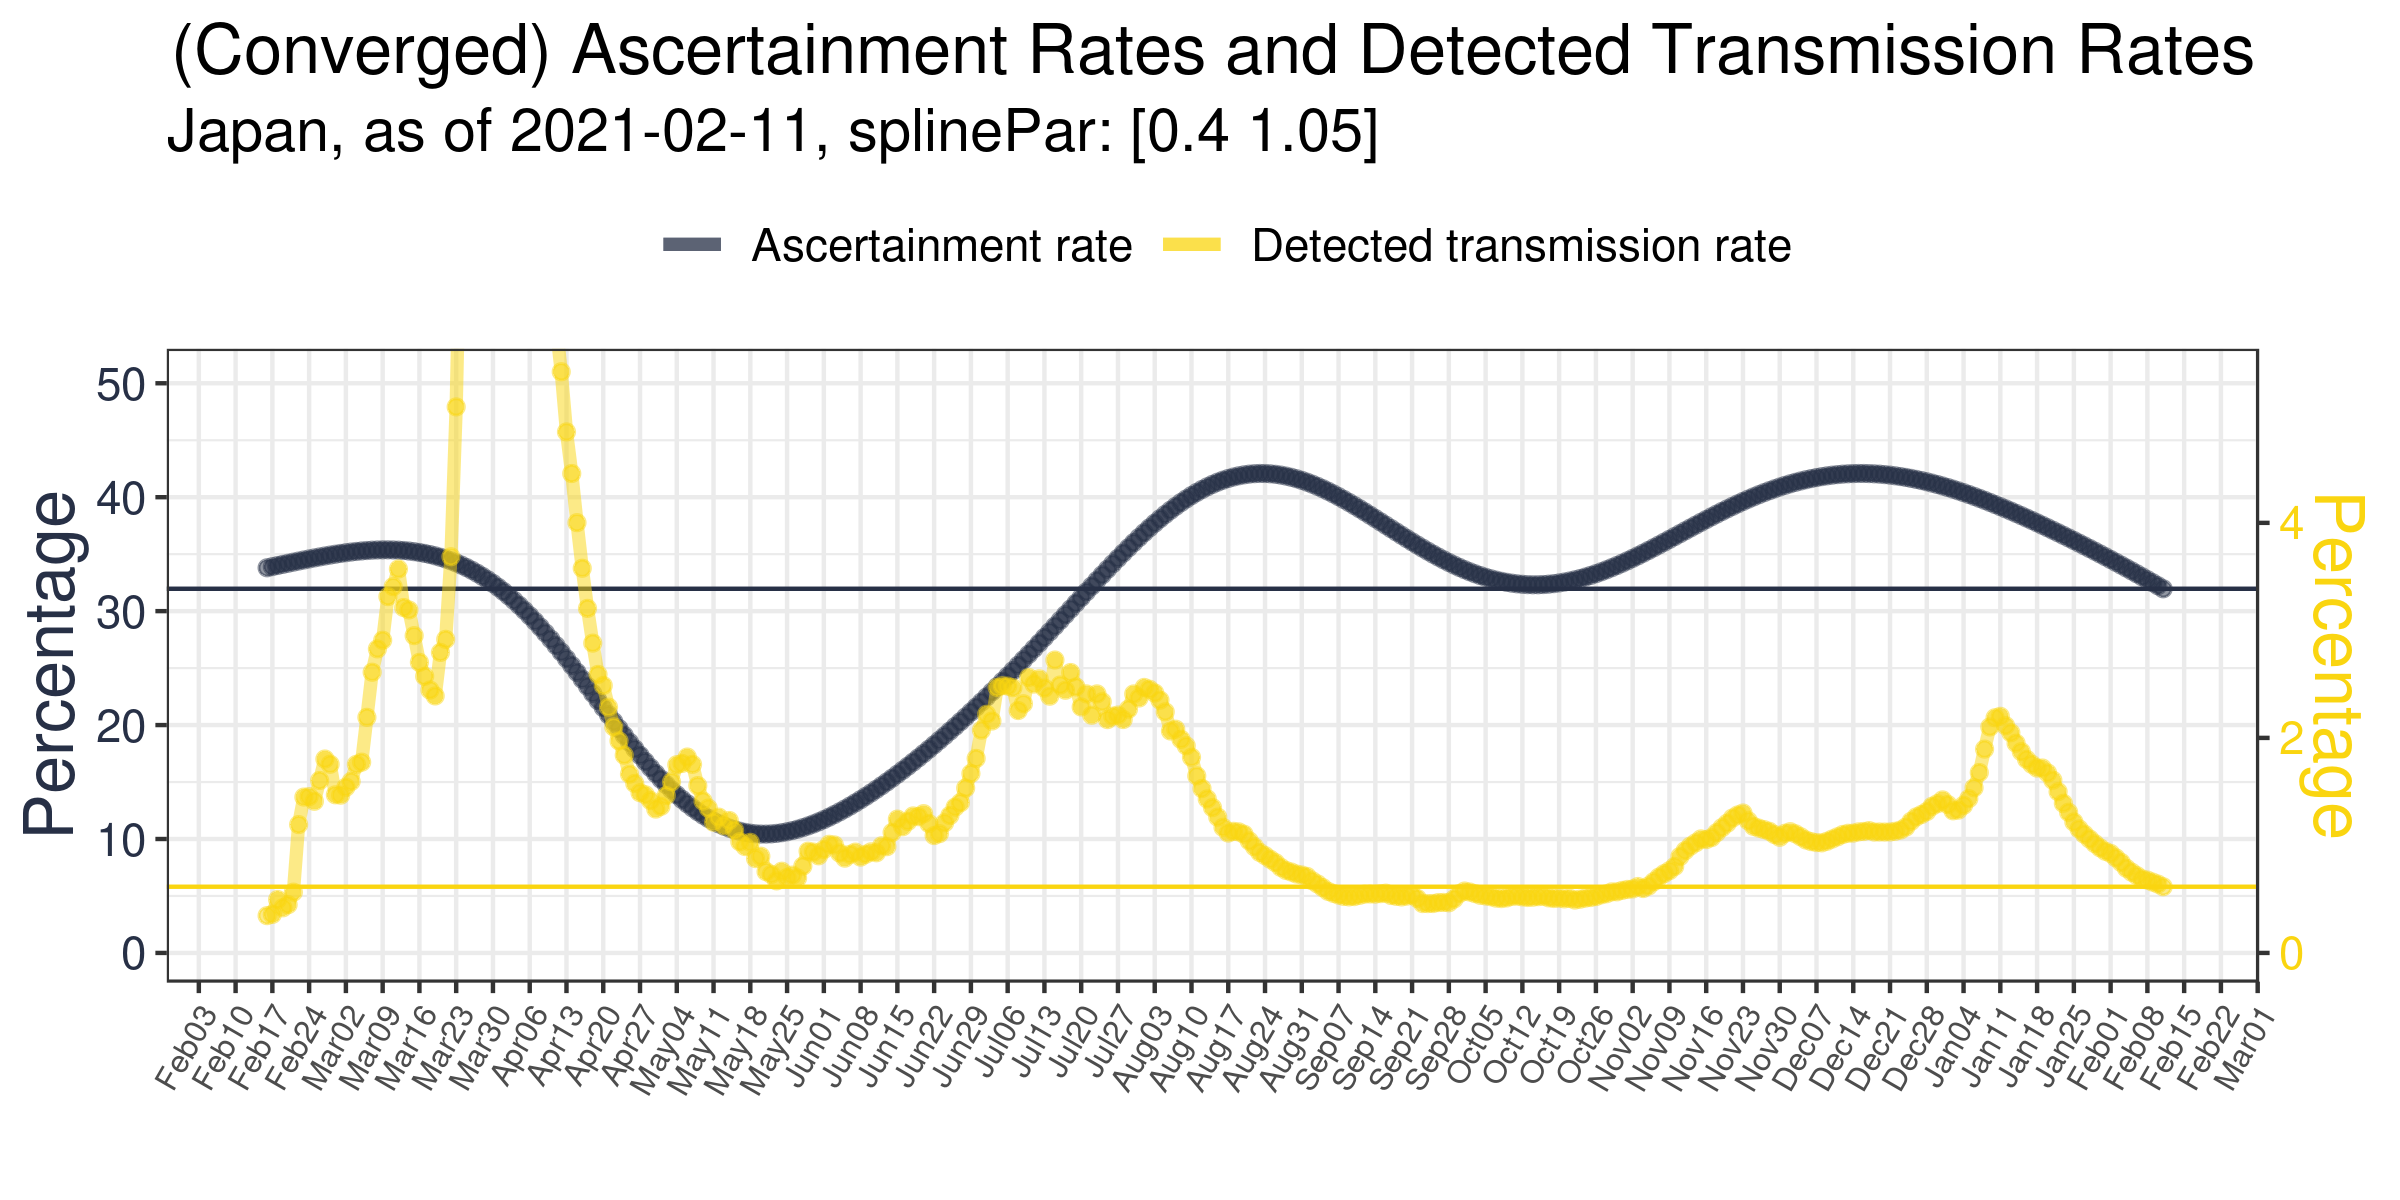 (Converged) Ascertainment Rates and Detected Transmission Rates
Japan, as of 2021-02-11, splinePar: [0.4 1.05]
Ascertainment rate Detected transmission rate
Percentage
50
40
30
20
10
0
4
2
0
Percentage
Feb03 Feb10 Feb17 Feb24 Mar02 Mar09 Mar16 Mar23 Mar30 Apr06 Apr13 Apr20 Apr27 May04 May11 May18 May25 Jun01 Jun08 Jun15 Jun22 Jun29 Jul06 Jul13 Jul20 Jul27 Aug03 Aug10 Aug17 Aug24 Aug31 Sep07 Sep14 Sep21 Sep28 Oct05 Oct12 Oct19 Oct26 Nov02 Nov09 Nov16 Nov23 Nov30 Dec07 Dec14 Dec21 Dec28 Jan04 Jan11 Jan18 Jan25 Feb01 Feb08 Feb15 Feb22 Mar01